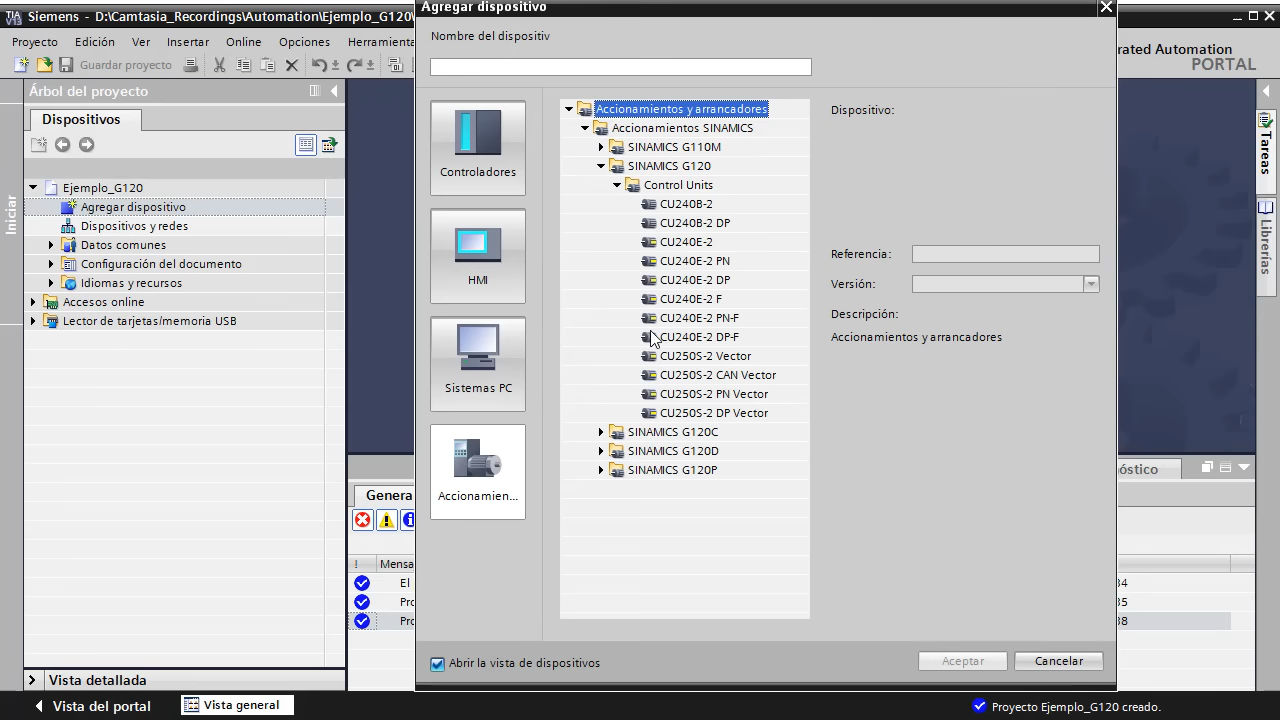 TIA
V13
Siemens - D:\Camtasia_Recordings\Automation\Ejemplo_G120\
Agregar dispositivo
Proyecto Edición Ver Insertar Online Opciones Herramienta
Guardar proyecto
rated Automation
PORTAL
Nombre del dispositiv
Árbol del proyecto
Dispositivos
Iniciar
Ejemplo_G120
Agregar dispositivo
Dispositivos y redes
Datos comunes
Configuración del documento
Idiomas y recursos
Accesos online
Lector de tarjetas/memoria USB
Controladores
HMI
Sistemas PC
Accionamien...
Accionamientos y arrancadores
Accionamientos SINAMICS
SINAMICS G110M
SINAMICS G120
Control Units
CU240B-2
CU240B-2 DP
CU240E-2
CU240E-2 PN
CU240E-2 DP
CU240E-2 F
CU240E-2 PN-F
CU240E-2 DP-F
CU250S-2 Vector
CU250S-2 CAN Vector
CU250S-2 PN Vector
CU250S-2 DP Vector
SINAMICS G120C
SINAMICS G120D
SINAMICS G120P
Dispositivo:
Referencia:
Versión:
Descripción:
Accionamientos y arrancadores
Tareas
Librerías
nóstico
Genera
! Mensa
El 34
Pro 35
Pro 38
Abrir la vista de dispositivos
Aceptar
Cancelar
Vista detallada
Vista del portal
Vista general
Proyecto Ejemplo_G120 creado.